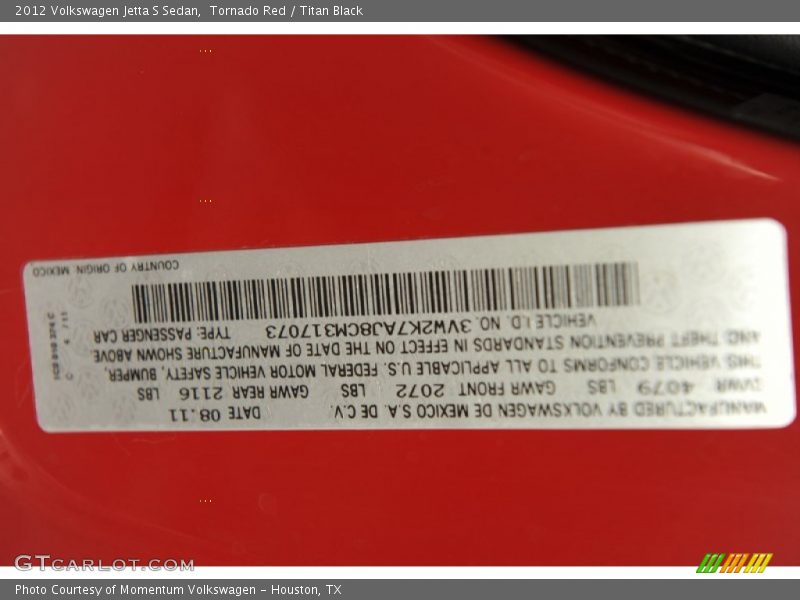 2012 Volkswagen Jetta S Sedan, Tornado Red / Titan Black
MANUFACTURED BY VOLKSWAGEN DE MEXICO S.A. DE C.V. DATE 08.11
GVWR 4079 LBS GAWR FRONT 2072 LBS GAWR REAR 2116 LBS
THIS VEHICLE CONFORMS TO ALL APPLICABLE U.S. FEDERAL MOTOR VEHICLE SAFETY, BUMPER,
AND THEFT PREVENTION STANDARDS IN EFFECT ON THE DATE OF MANUFACTURE SHOWN ABOVE
VEHICLE I.D. NO. 3VW2K7AJ8CM317073 TYPE: PASSENGER CAR
COUNTRY OF ORIGIN: MEXICO
GTCARLOT.COM
Photo Courtesy of Momentum Volkswagen - Houston, TX